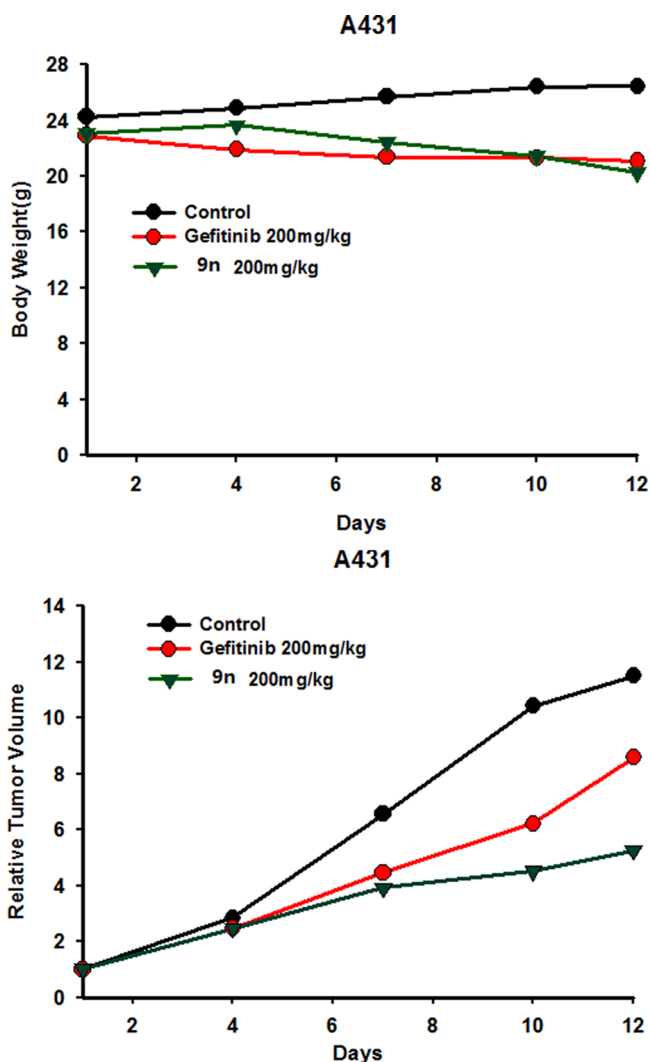 A431
28
24
20
16
12
8
4
0
Body Weight(g)
Control
Gefitinib 200mg/kg
9n 200mg/kg
2 4 6 8 10 12
Days
A431
14
12
10
8
6
4
2
0
Relative Tumor Volume
Control
Gefitinib 200mg/kg
9n 200mg/kg
2 4 6 8 10 12
Days